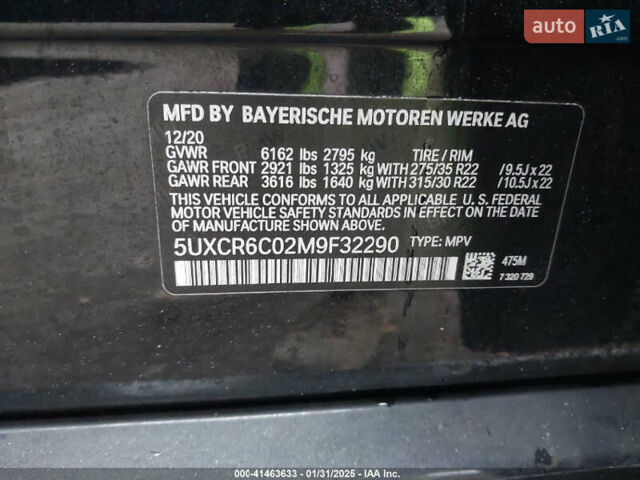 auto RIA
.com
MFD BY BAYERISCHE MOTOREN WERKE AG
12/20
GVWR 6162 lbs 2795 kg TIRE / RIM
GAWR FRONT 2921 lbs 1325 kg WITH 275/35 R22 /9.5J x 22
GAWR REAR 3616 lbs 1640 kg WITH 315/30 R22 /10.5J x 22
THIS VEHICLE CONFORMS TO ALL APPLICABLE U. S. FEDERAL
MOTOR VEHICLE SAFETY STANDARDS IN EFFECT ON THE DATE OF
MANUFACTURE SHOWN ABOVE.
5UXCR6C02M9F32290 TYPE: MPV
475M
7 320 729
000-41463633 - 01/31/2025 - IAA Inc.